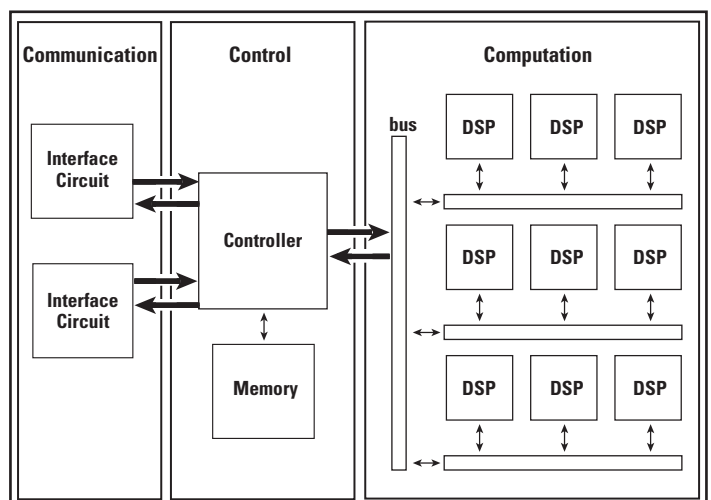 Communication
Control
Computation
Interface
Circuit
Interface
Circuit
Controller
Memory
bus
DSP DSP DSP
DSP DSP DSP
DSP DSP DSP